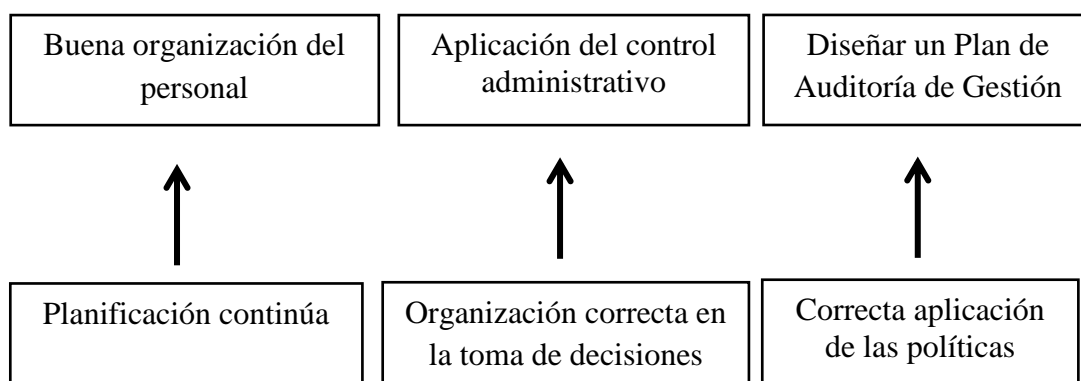 Buena organización del
personal
Aplicación del control
administrativo
Diseñar un Plan de
Auditoría de Gestión
Planificación continúa
Organización correcta en
la toma de decisiones
Correcta aplicación
de las políticas